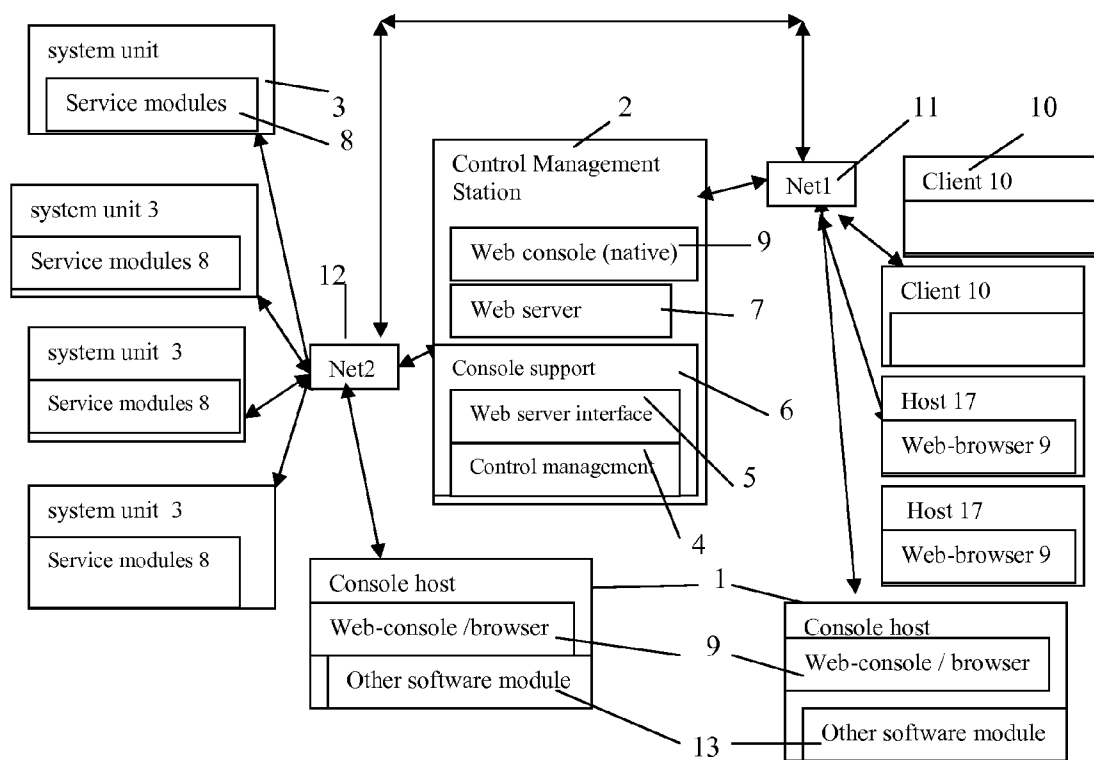 system unit
Service modules
3
8
system unit 3
Service modules 8
system unit  3
Service modules 8
system unit  3
Service modules 8
12
Net2
2
Control Management
Station
Web console (native)
9
Web server
7
Console support
6
Web server interface
5
Control management
4
11
Net1
10
Client 10
Client 10
Host 17
Web-browser 9
Host 17
Web-browser 9
Console host
Web-console /browser
Other software module
1
9
13
Console host
Web-console / browser
Other software module